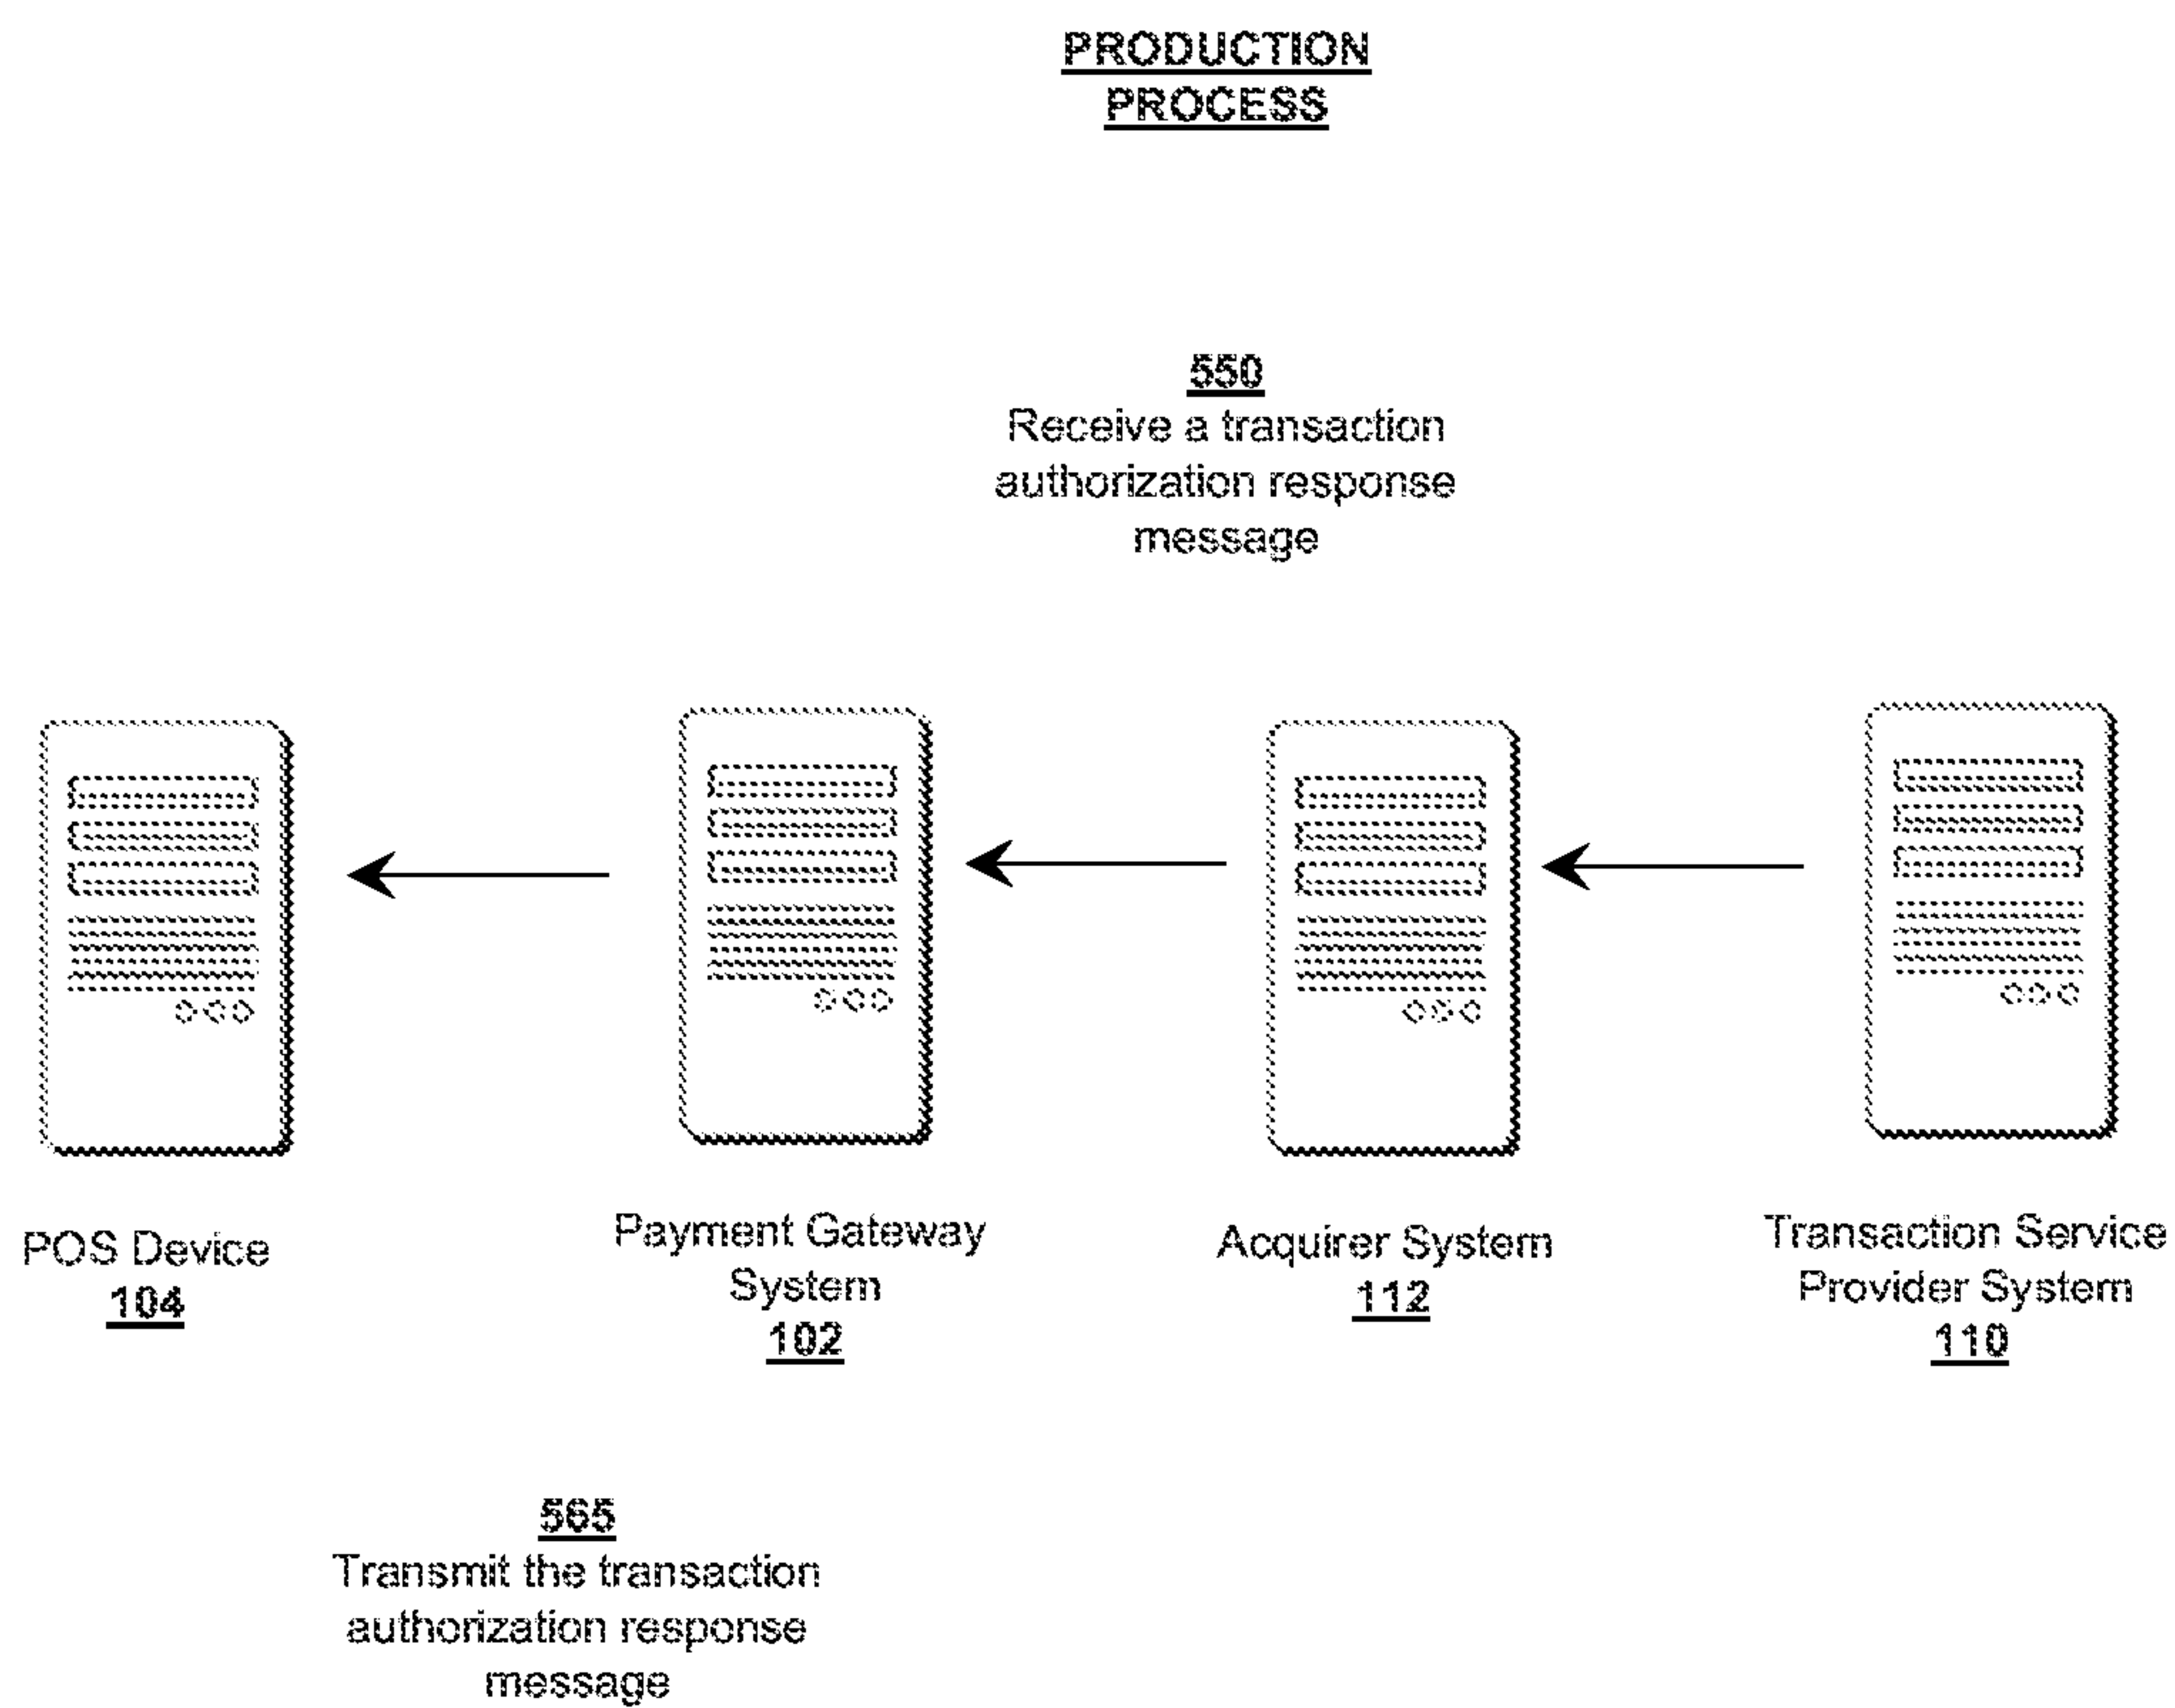 PRODUCTION
PROCESS
550
Receive a transaction
authorization response
message
POS Device
104
Payment Gateway
System
102
Acquirer System
112
Transaction Service
Provider System
110
565
Transmit the transaction
authorization response
message